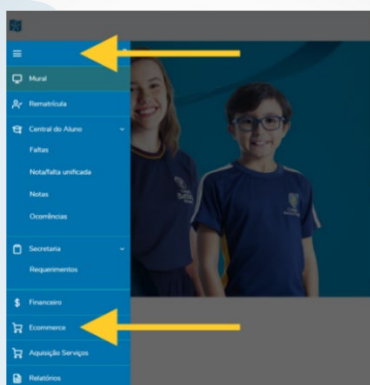 Mural
Rematrícula
Central do Aluno
Faltas
Nota/falta unificada
Notas
Ocorrências
Secretaria
Requerimentos
Financeiro
Ecommerce
Aquisição Serviços
Relatórios